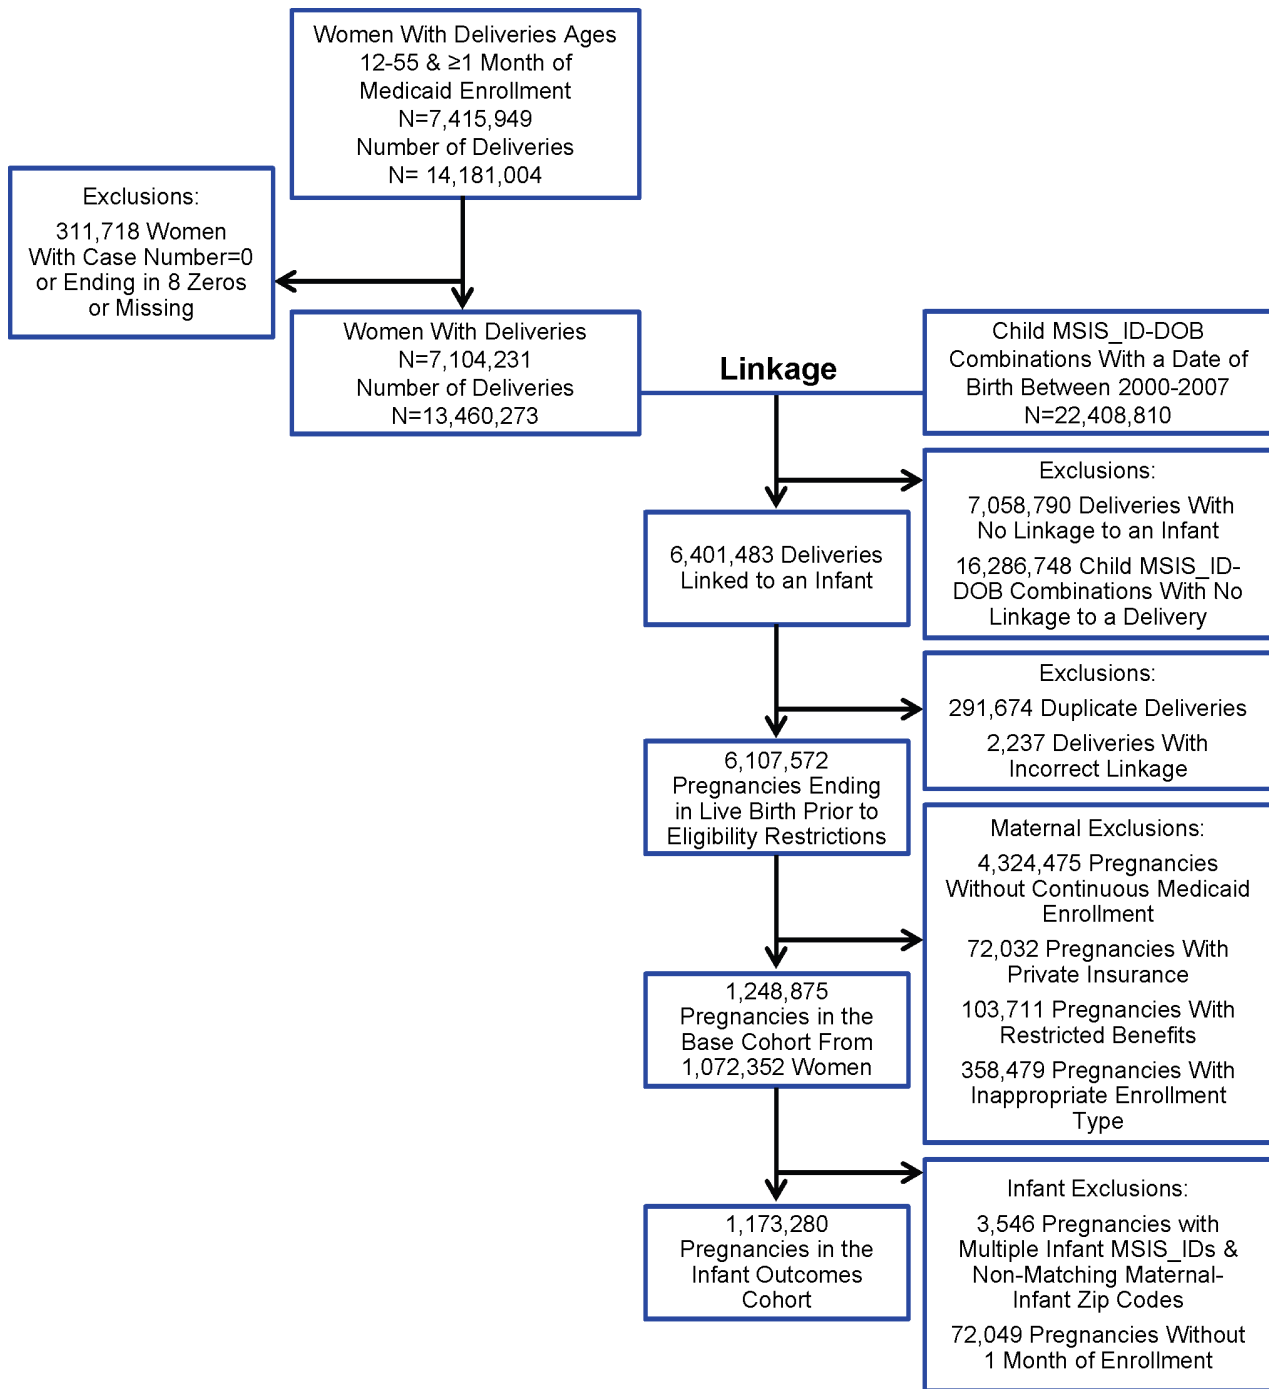 Women With Deliveries Ages
12-55 & ≥1 Month of
Medicaid Enrollment
N=7,415,949
Number of Deliveries
N= 14,181,004
Exclusions:
311,718 Women
With Case Number=0
or Ending in 8 Zeros
or Missing
Women With Deliveries
N=7,104,231
Number of Deliveries
N=13,460,273
Linkage
Child MSIS_ID-DOB
Combinations With a Date of
Birth Between 2000-2007
N=22,408,810
Exclusions:
7,058,790 Deliveries With
No Linkage to an Infant
16,286,748 Child MSIS_ID-
DOB Combinations With No
Linkage to a Delivery
6,401,483 Deliveries
Linked to an Infant
Exclusions:
291,674 Duplicate Deliveries
2,237 Deliveries With
Incorrect Linkage
6,107,572
Pregnancies Ending
in Live Birth Prior to
Eligibility Restrictions
Maternal Exclusions:
4,324,475 Pregnancies
Without Continuous Medicaid
Enrollment
72,032 Pregnancies With
Private Insurance
103,711 Pregnancies With
Restricted Benefits
358,479 Pregnancies With
Inappropriate Enrollment
Type
1,248,875
Pregnancies in the
Base Cohort From
1,072,352 Women
Infant Exclusions:
3,546 Pregnancies with
Multiple Infant MSIS_IDs &
Non-Matching Maternal-
Infant Zip Codes
72,049 Pregnancies Without
1 Month of Enrollment
1,173,280
Pregnancies in the
Infant Outcomes
Cohort